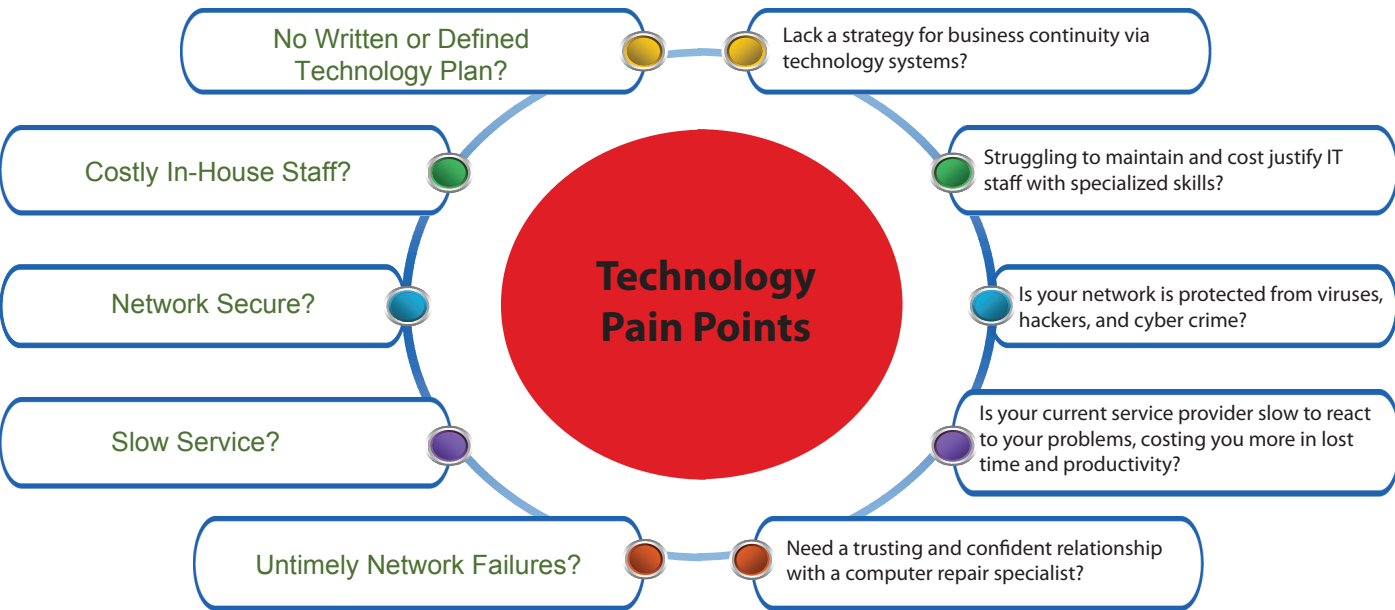 No Written or Defined
Technology Plan?
Lack a strategy for business continuity via
technology systems?
Costly In-House Staff?
Struggling to maintain and cost justify IT
staff with specialized skills?
Technology
Pain Points
Network Secure?
Is your network is protected from viruses,
hackers, and cyber crime?
Slow Service?
Is your current service provider slow to react
to your problems, costing you more in lost
time and productivity?
Untimely Network Failures?
Need a trusting and confident relationship
with a computer repair specialist?